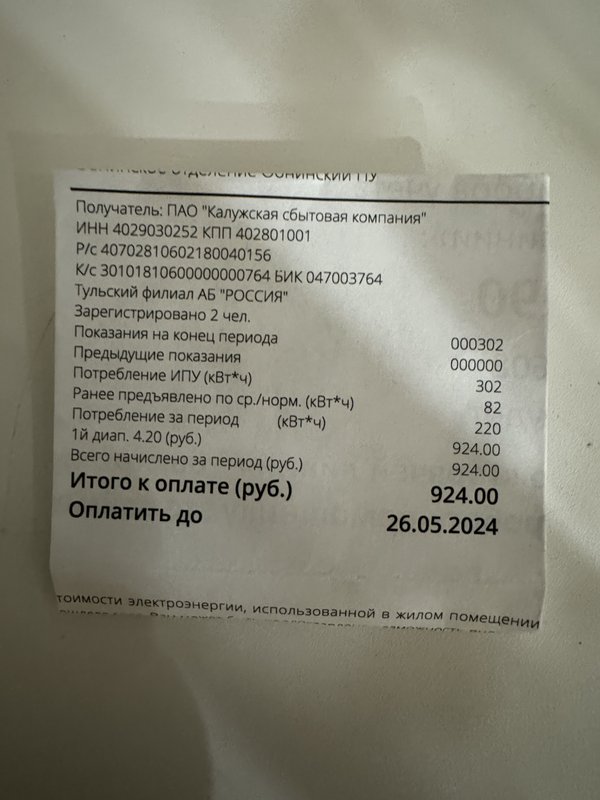 Получатель: ПАО "Калужская сбытовая компания"
ИНН 4029030252 КПП 402801001
Р/с 40702810602180040156
К/с 30101810600000000764 БИК 047003764
Тульский филиал АБ "РОССИЯ"
Зарегистрировано 2 чел.
Показания на конец периода 000302
Предыдущие показания 000000
Потребление ИПУ (кВт*ч) 302
Ранее предъявлено по ср./норм. (кВт*ч) 82
Потребление за период (кВт*ч) 220
1й диап. 4.20 (руб.) 924.00
Всего начислено за период (руб.) 924.00
Итого к оплате (руб.) 924.00
Оплатить до 26.05.2024
тоимости электроэнергии, использованной в жилом помещении